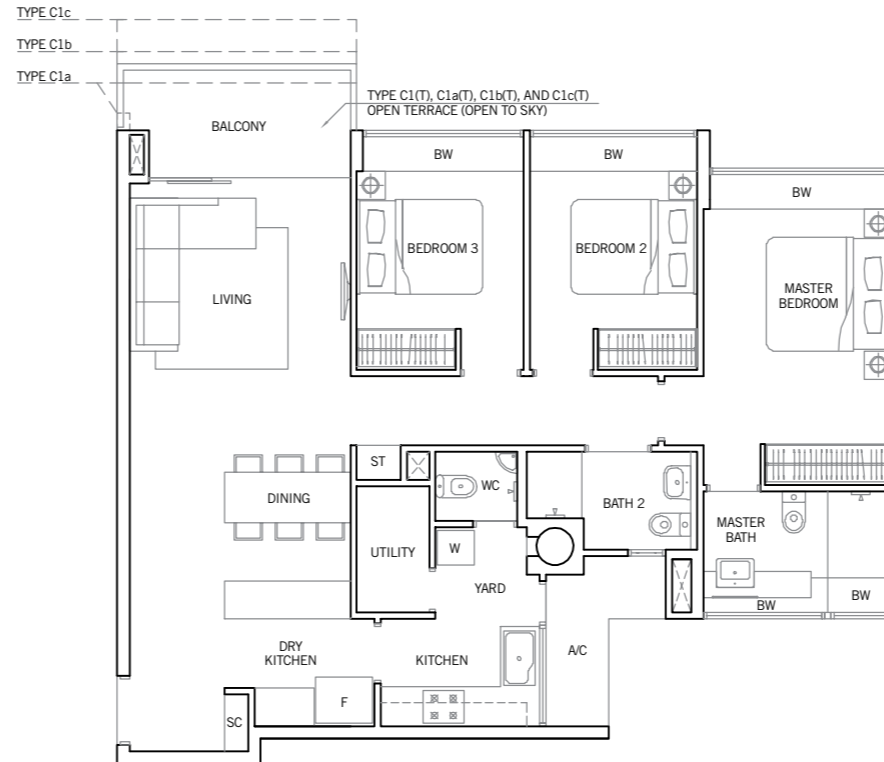 TYPE C1c
TYPE C1b
TYPE C1a
TYPE C1(T), C1a(T), C1b(T), AND C1c(T)
OPEN TERRACE (OPEN TO SKY)
BALCONY
BW
BW
BW
BEDROOM 3
BEDROOM 2
MASTER
BEDROOM
LIVING
ST
WC
DINING
BATH 2
MASTER
BATH
UTILITY
W
YARD
BW
BW
DRY
KITCHEN
KITCHEN
A/C
F
SC